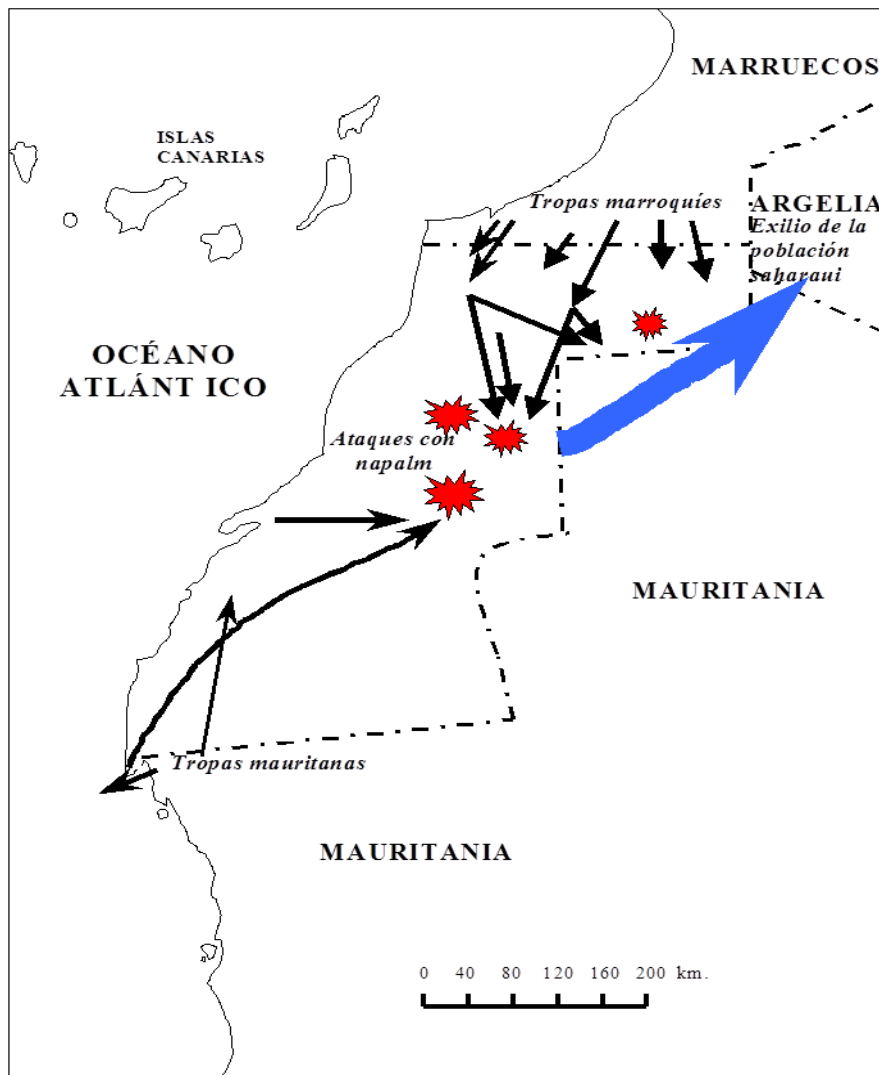 MARRUECOS
ISLAS
CANARIAS
Tropas marroquíes
ARGELIA
Exilio de la
población
saharaui
OCÉANO
ATLÁNT ICO
Ataques con
napalm
MAURITANIA
Tropas mauritanas
MAURITANIA
0 40 80 120 160 200 km.